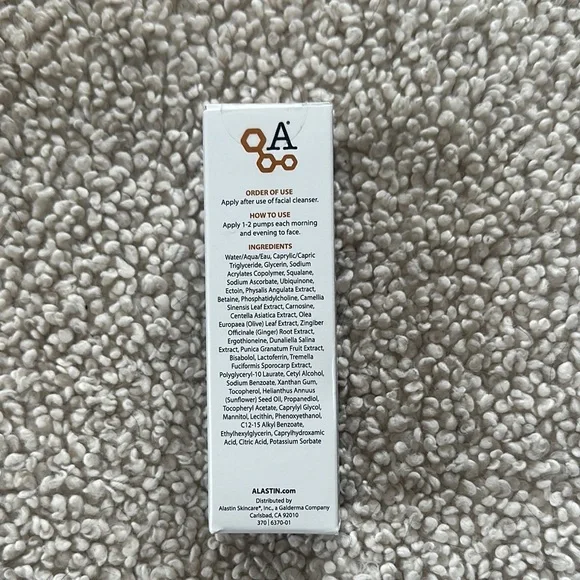 A®
ORDER OF USE
Apply after use of facial cleanser.
HOW TO USE
Apply 1-2 pumps each morning
and evening to face.
INGREDIENTS
Water/Aqua/Eau, Caprylic/Capric
Triglyceride, Glycerin, Sodium
Acrylates Copolymer, Squalane,
Sodium Ascorbate, Ubiquinone,
Ectoin, Physalis Angulata Extract,
Betaine, Phosphatidylcholine, Camellia
Sinensis Leaf Extract, Carnosine,
Centella Asiatica Extract, Olea
Europaea (Olive) Leaf Extract, Zingiber
Officinale (Ginger) Root Extract,
Ergothioneine, Dunaliella Salina
Extract, Punica Granatum Fruit Extract,
Bisabolol, Lactoferrin, Tremella
Fuciformis Sporocarp Extract,
Polyglyceryl-10 Laurate, Cetyl Alcohol,
Sodium Benzoate, Xanthan Gum,
Tocopherol, Helianthus Annuus
(Sunflower) Seed Oil, Propanediol,
Tocopheryl Acetate, Caprylyl Glycol,
Mannitol, Lecithin, Phenoxyethanol,
C12-15 Alkyl Benzoate,
Ethylhexylglycerin, Caprylhydroxamic
Acid, Citric Acid, Potassium Sorbate
ALASTIN.com
Distributed by
Alastin Skincare®, inc., a Galderma Company
Carlsbad, CA 92010
370 | 6370-01